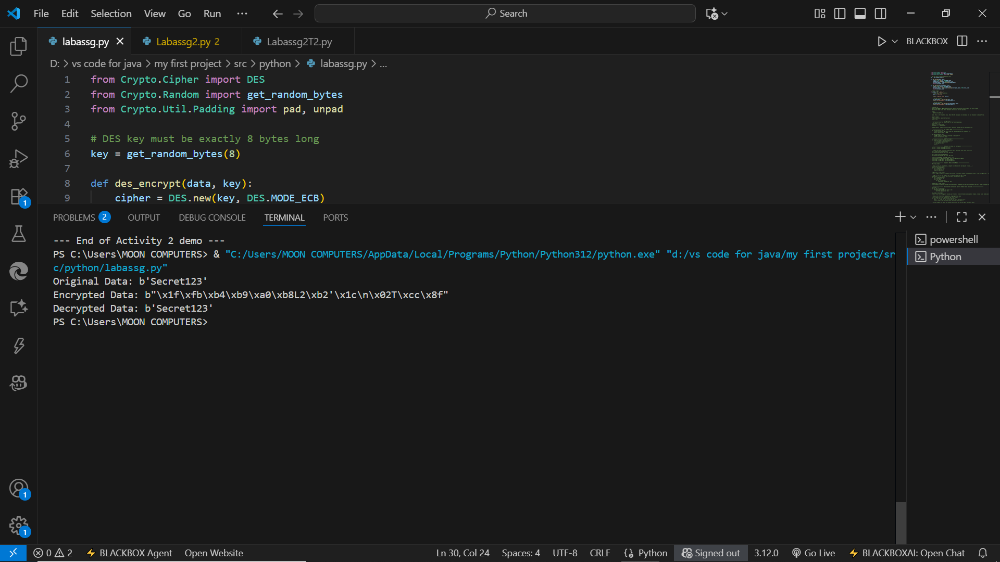 File Edit Selection View Go Run ··· Search
labassg.py Labassg2.py 2 Labassg2T2.py BLACKBOX
D: > vs code for java > my first project > src > python > labassg.py > ...
1 from Crypto.Cipher import DES
2 from Crypto.Random import get_random_bytes
3 from Crypto.Util.Padding import pad, unpad
4
5 # DES key must be exactly 8 bytes long
6 key = get_random_bytes(8)
7
8 def des_encrypt(data, key):
9 cipher = DES.new(key, DES.MODE_ECB)
1
PROBLEMS 2 OUTPUT DEBUG CONSOLE TERMINAL PORTS
--- End of Activity 2 demo ---
PS C:\Users\MOON COMPUTERS> & "C:/Users/MOON COMPUTERS/AppData/Local/Programs/Python/Python312/python.exe" "d:/vs code for java/my first project/sr
c/python/labassg.py"
Original Data: b'Secret123'
Encrypted Data: b"\x1f\xfb\xb4\xb9\xa0\xb8L2\xb2'\x1c\n\x02T\xcc\x8f"
Decrypted Data: b'Secret123'
PS C:\Users\MOON COMPUTERS>
powershell
Python
1
1
0 2 BLACKBOX Agent Open Website Ln 30, Col 24 Spaces: 4 UTF-8 CRLF Python Signed out 3.12.0 Go Live BLACKBOXAI: Open Chat